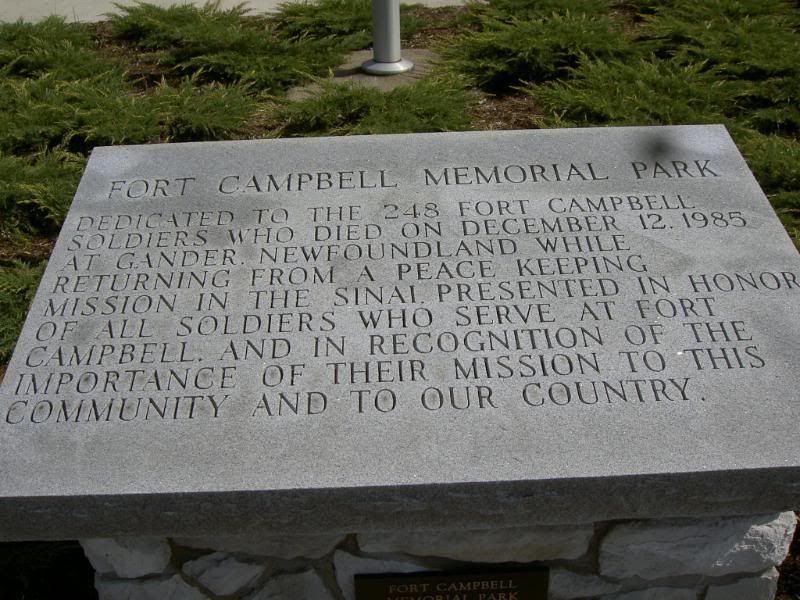 FORT CAMPBELL MEMORIAL PARK
DEDICATED TO THE 248 FORT CAMPBELL
SOLDIERS WHO DIED ON DECEMBER 12, 1985
AT GANDER, NEWFOUNDLAND WHILE
RETURNING FROM A PEACE KEEPING
MISSION IN THE SINAI. PRESENTED IN HONOR
OF ALL SOLDIERS WHO SERVE AT FORT
CAMPBELL, AND IN RECOGNITION OF THE
IMPORTANCE OF THEIR MISSION TO THIS
COMMUNITY AND TO OUR COUNTRY.
FORT CAMPBELL
MEMORIAL PARK